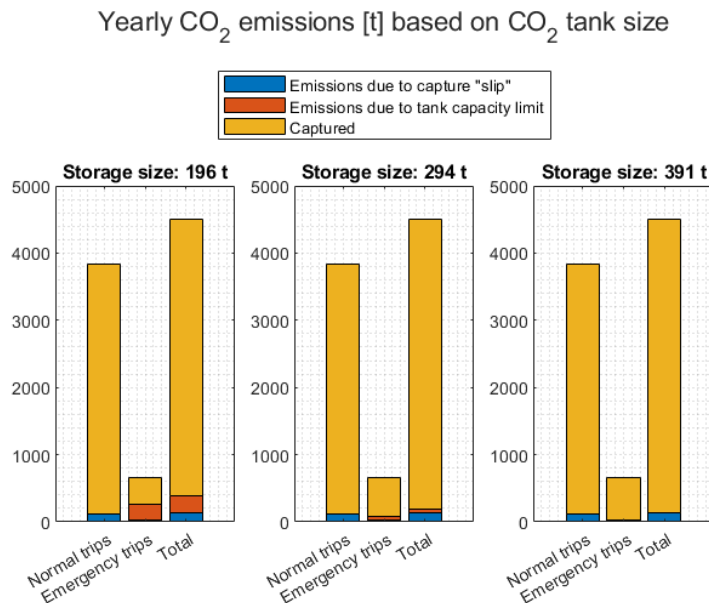 Yearly CO2 emissions [t] based on CO2 tank size
Emissions due to capture "slip"
Emissions due to tank capacity limit
Captured
Storage size: 196 t
5000
4000
3000
2000
1000
0
Normal trips
Emergency trips
Total
Storage size: 294 t
5000
4000
3000
2000
1000
0
Normal trips
Emergency trips
Total
Storage size: 391 t
5000
4000
3000
2000
1000
0
Normal trips
Emergency trips
Total